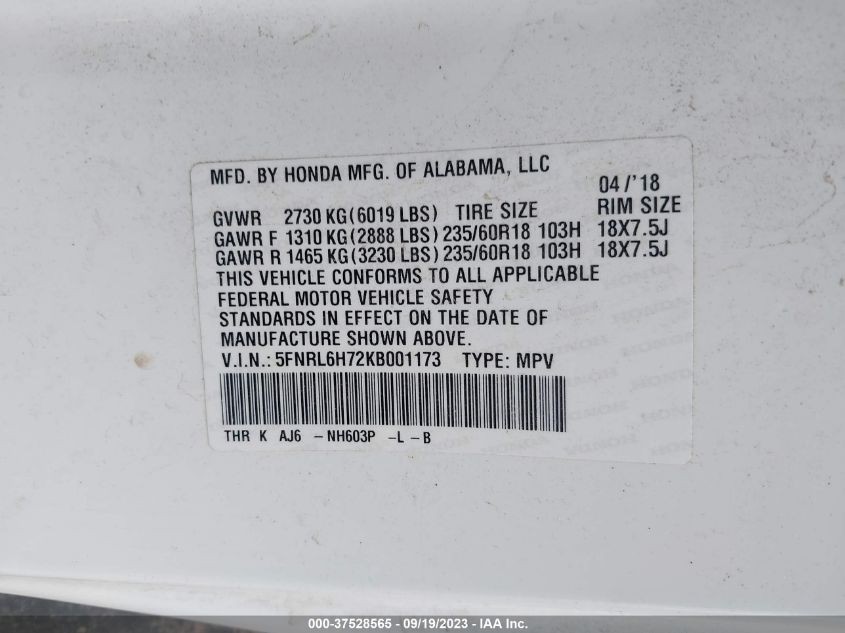 MFD. BY HONDA MFG. OF ALABAMA, LLC
04/'18
GVWR 2730 KG(6019 LBS) TIRE SIZE RIM SIZE
GAWR F 1310 KG(2888 LBS) 235/60R18 103H 18X7.5J
GAWR R 1465 KG(3230 LBS) 235/60R18 103H 18X7.5J
THIS VEHICLE CONFORMS TO ALL APPLICABLE
FEDERAL MOTOR VEHICLE SAFETY
STANDARDS IN EFFECT ON THE DATE OF
MANUFACTURE SHOWN ABOVE.
V.I.N.: 5FNRL6H72KB001173 TYPE: MPV
THR K AJ6 -NH603P -L -B
000-37528565 - 09/19/2023 - IAA Inc.